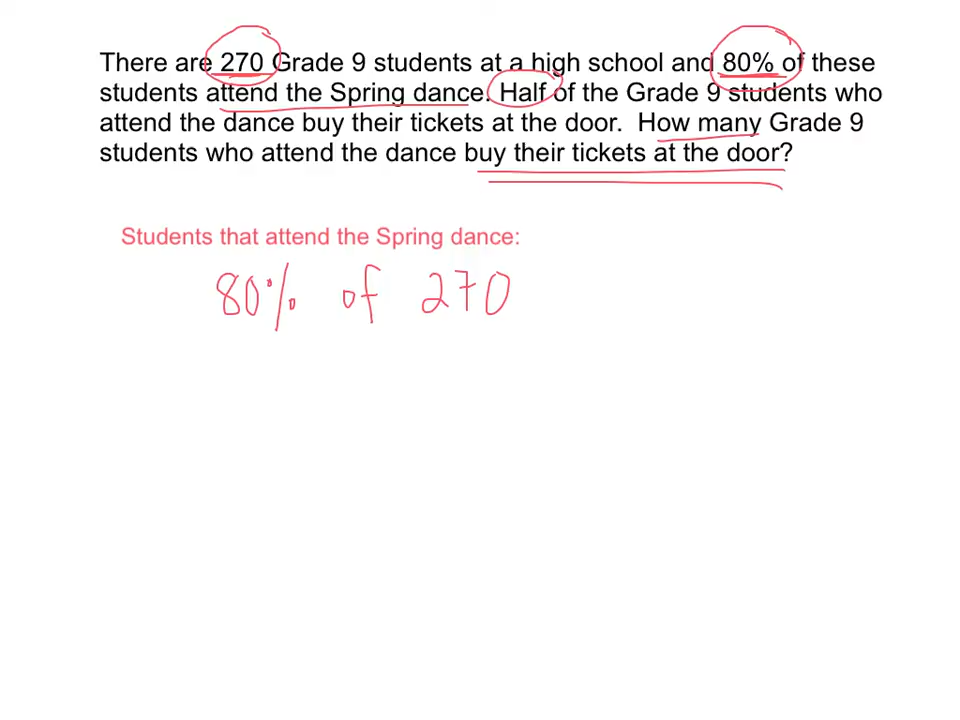 There are 270 Grade 9 students at a high school and 80% of these
students attend the Spring dance. Half of the Grade 9 students who
attend the dance buy their tickets at the door. How many Grade 9
students who attend the dance buy their tickets at the door?
Students that attend the Spring dance:
80% of 270